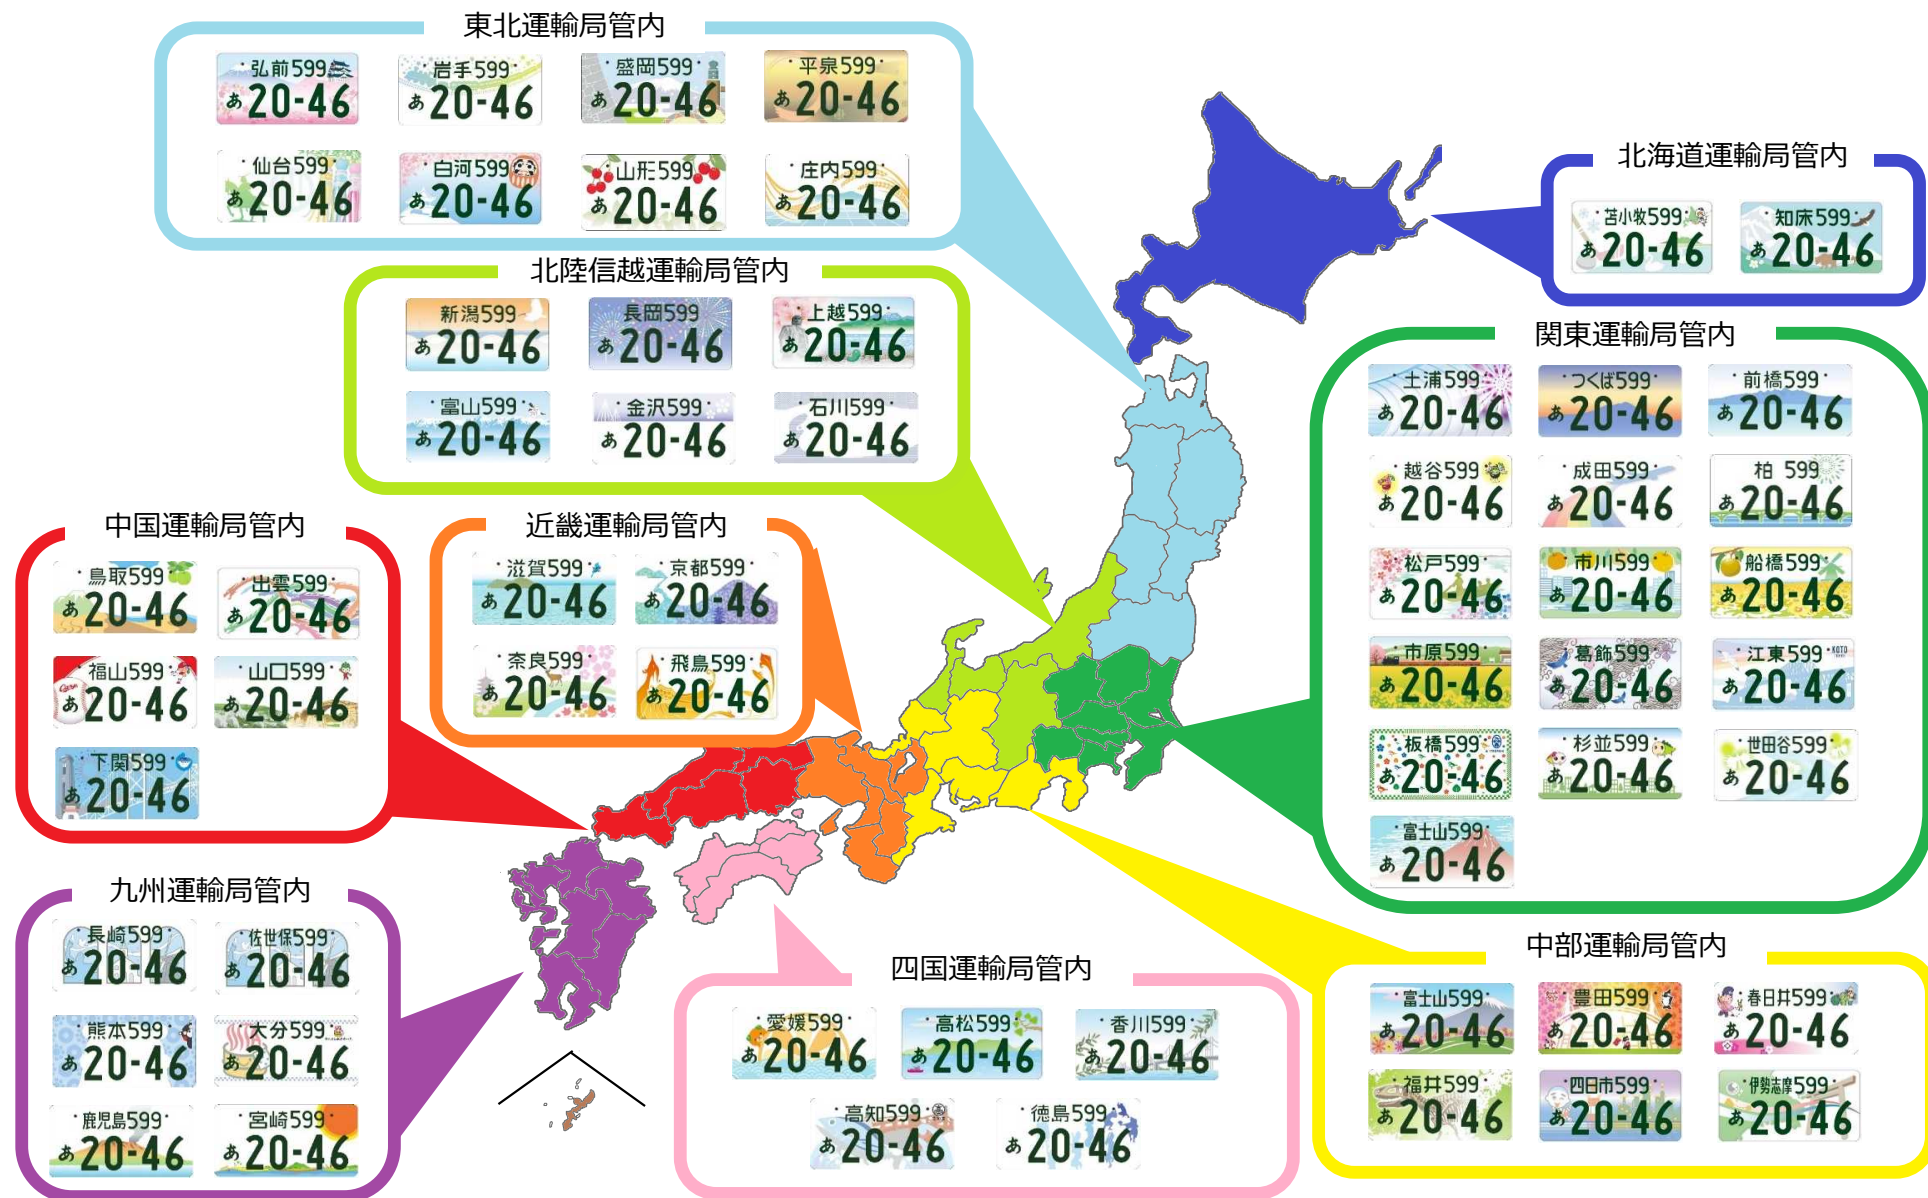 東北運輸局管内
弘前599
あ20-46
岩手599
あ20-46
盛岡599
あ20-46
平泉599
あ20-46
仙台599
あ20-46
白河599
あ20-46
山形599
あ20-46
庄内599
あ20-46
北海道運輸局管内
苫小牧599
あ20-46
知床599
あ20-46
北陸信越運輸局管内
新潟599
あ20-46
長岡599
あ20-46
上越599
あ20-46
富山599
あ20-46
金沢599
あ20-46
石川599
あ20-46
関東運輸局管内
土浦599
あ20-46
つくば599
あ20-46
前橋599
あ20-46
越谷599
あ20-46
成田599
あ20-46
柏 599
あ20-46
松戸599
あ20-46
市川599
あ20-46
船橋599
あ20-46
市原599
あ20-46
葛飾599
あ20-46
江東599
KOTO
あ20-46
板橋599
あ20-46
杉並599
あ20-46
世田谷599
あ20-46
富士山599
あ20-46
中国運輸局管内
鳥取599
あ20-46
出雲599
あ20-46
福山599
Carp
あ20-46
山口599
あ20-46
下関599
あ20-46
近畿運輸局管内
滋賀599
あ20-46
京都599
あ20-46
奈良599
あ20-46
飛鳥599
あ20-46
九州運輸局管内
長崎599
あ20-46
佐世保599
あ20-46
熊本599
あ20-46
大分599
あ20-46
鹿児島599
あ20-46
宮崎599
あ20-46
四国運輸局管内
愛媛599
あ20-46
高松599
あ20-46
香川599
あ20-46
高知599
あ20-46
徳島599
あ20-46
中部運輸局管内
富士山599
あ20-46
豊田599
あ20-46
春日井599
あ20-46
福井599
あ20-46
四日市599
あ20-46
伊勢志摩599
あ20-46